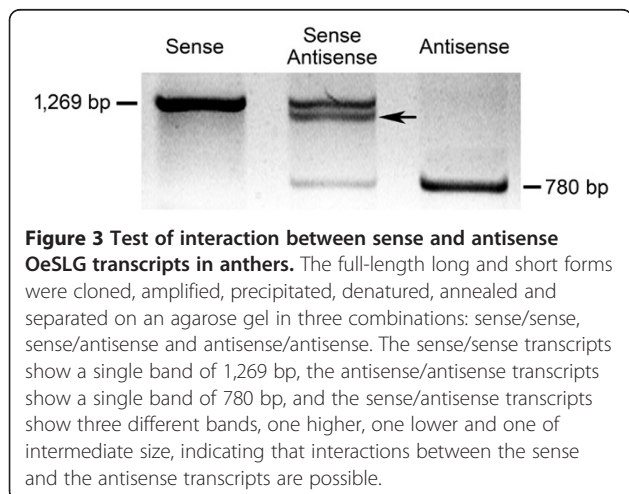 Sense
Sense
Antisense
Antisense
1,269 bp
780 bp
Figure 3 Test of interaction between sense and antisense
OeSLG transcripts in anthers. The full-length long and short forms
were cloned, amplified, precipitated, denatured, annealed and
separated on an agarose gel in three combinations: sense/sense,
sense/antisense and antisense/antisense. The sense/sense transcripts
show a single band of 1,269 bp, the antisense/antisense transcripts
show a single band of 780 bp, and the sense/antisense transcripts
show three different bands, one higher, one lower and one of
intermediate size, indicating that interactions between the sense
and the antisense transcripts are possible.